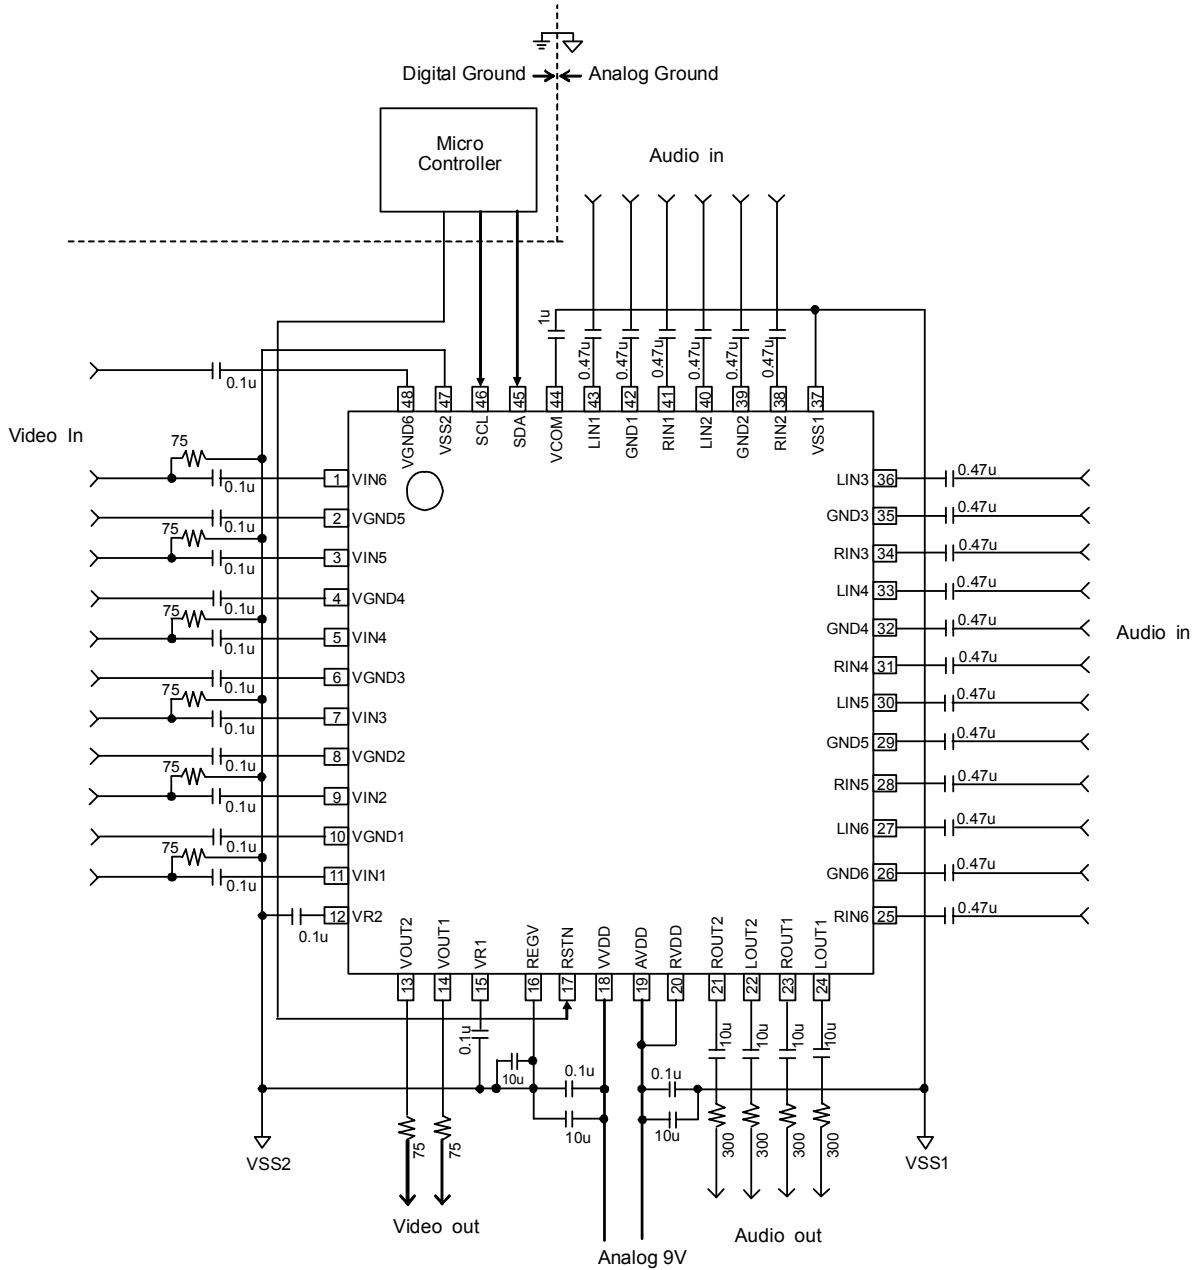 Digital Ground
Analog Ground
Micro
Controller
Audio in
1u
0.47u
0.47u
0.47u
0.47u
0.47u
0.47u
0.1u
48
47
46
45
44
43
42
41
40
39
38
37
VGND6
VSS2
SCL
SDA
VCOM
LIN1
GND1
RIN1
LIN2
GND2
RIN2
VSS1
Video In
75
0.1u
1 VIN6
0.1u
2 VGND5
75
0.1u
3 VIN5
0.1u
4 VGND4
75
0.1u
5 VIN4
0.1u
6 VGND3
75
0.1u
7 VIN3
0.1u
8 VGND2
75
0.1u
9 VIN2
0.1u
10 VGND1
75
0.1u
11 VIN1
0.1u
12 VR2
LIN3 36 0.47u
GND3 35 0.47u
RIN3 34 0.47u
LIN4 33 0.47u
GND4 32 0.47u
Audio in
RIN4 31 0.47u
LIN5 30 0.47u
GND5 29 0.47u
RIN5 28 0.47u
LIN6 27 0.47u
GND6 26 0.47u
RIN6 25 0.47u
VOUT2
VOUT1
VR1
REGV
RSTN
VVDD
AVDD
RVDD
ROUT2
LOUT2
ROUT1
LOUT1
13
14
15
16
17
18
19
20
21
22
23
24
0.1u
10u
0.1u
10u
0.1u
10u
10u
10u
10u
10u
75
75
300
300
300
300
VSS2
VSS1
Video out
Analog 9V
Audio out